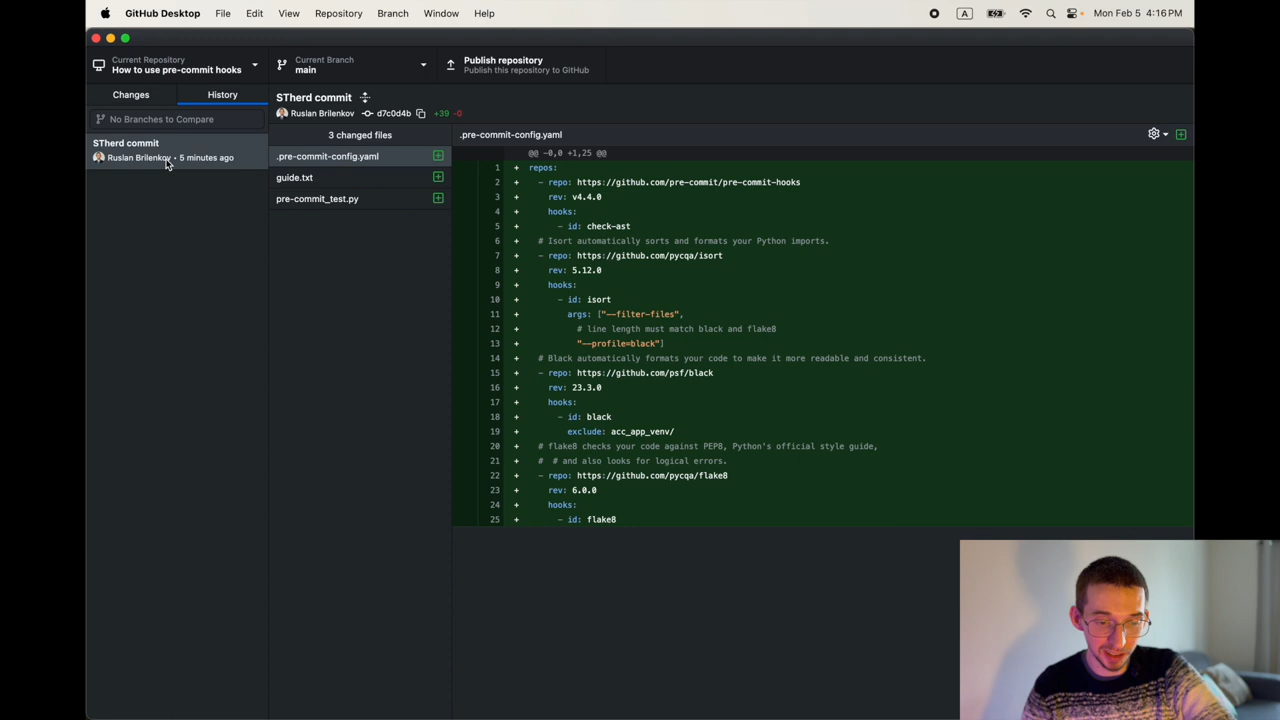 GitHub Desktop File Edit View Repository Branch Window Help A Mon Feb 5 4:16 PM
Current Repository
How to use pre-commit hooks
Current Branch
main
Publish repository
Publish this repository to GitHub
Changes History
No Branches to Compare
STherd commit
Ruslan Brilenkov • 5 minutes ago
STherd commit
Ruslan Brilenkov d7c0d4b +39 -0
3 changed files
.pre-commit-config.yaml
guide.txt
pre-commit_test.py
.pre-commit-config.yaml
@@ -0,0 +1,25 @@
1 + repos:
2 + - repo: https://github.com/pre-commit/pre-commit-hooks
3 + rev: v4.4.0
4 + hooks:
5 + - id: check-ast
6 + # Isort automatically sorts and formats your Python imports.
7 + - repo: https://github.com/pycqa/isort
8 + rev: 5.12.0
9 + hooks:
10 + - id: isort
11 + args: ["--filter-files",
12 + # line length must match black and flake8
13 + "--profile=black"]
14 + # Black automatically formats your code to make it more readable and consistent.
15 + - repo: https://github.com/psf/black
16 + rev: 23.3.0
17 + hooks:
18 + - id: black
19 + exclude: acc_app_venv/
20 + # flake8 checks your code against PEP8, Python's official style guide,
21 + # # and also looks for logical errors.
22 + - repo: https://github.com/pycqa/flake8
23 + rev: 6.0.0
24 + hooks:
25 + - id: flake8